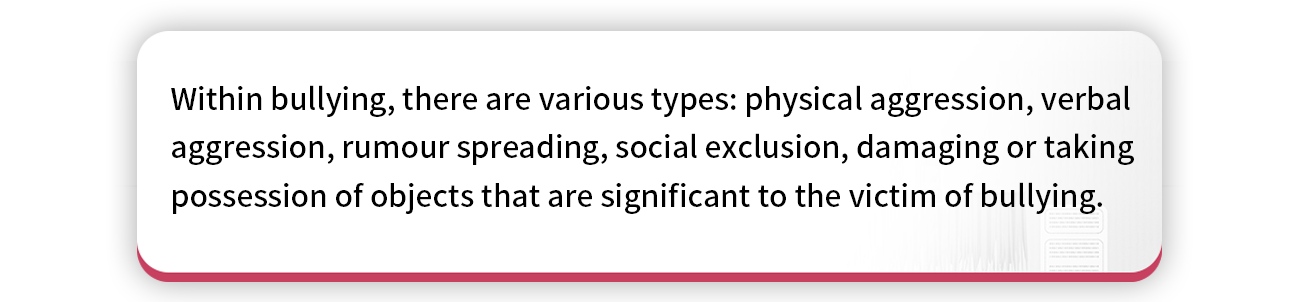 Within bullying, there are various types: physical aggression, verbal
aggression, rumour spreading, social exclusion, damaging or taking
possession of objects that are significant to the victim of bullying.